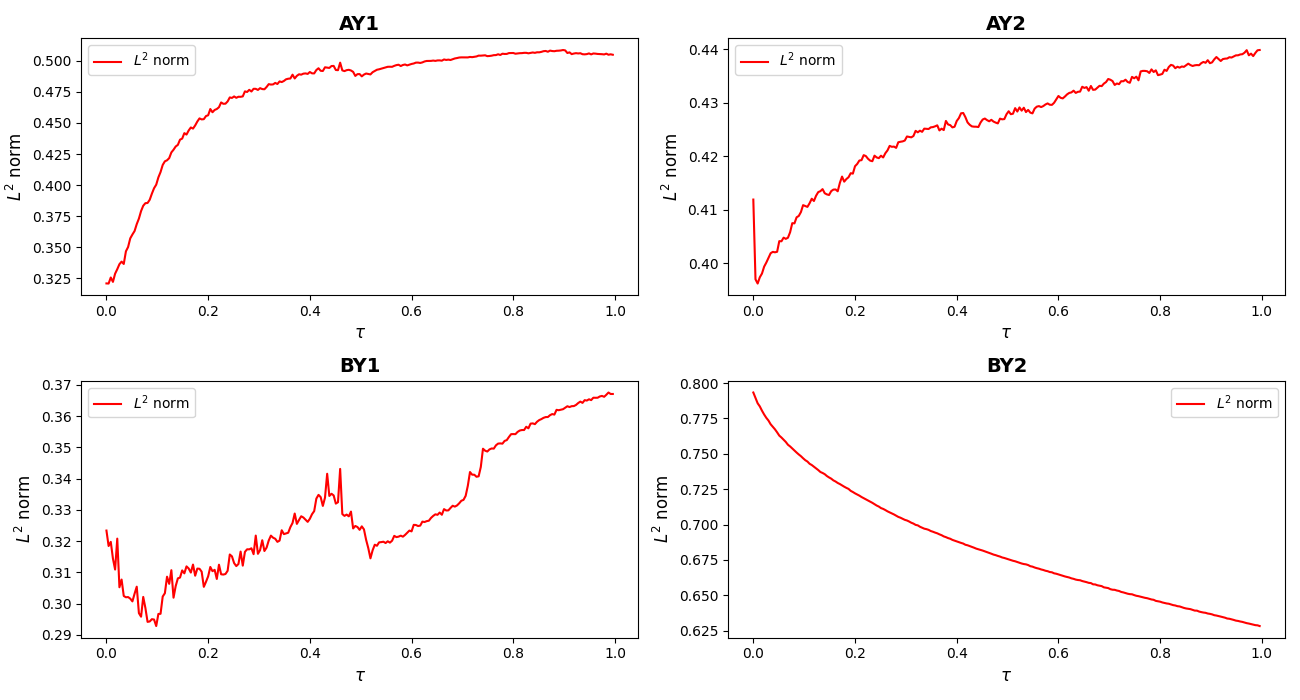 AY1
L² norm
0.500
0.475
0.450
0.425
0.400
0.375
0.350
0.325
L² norm
0.0 0.2 0.4 0.6 0.8 1.0
τ
AY2
L² norm
0.44
0.43
0.42
0.41
0.40
L² norm
0.0 0.2 0.4 0.6 0.8 1.0
τ
BY1
L² norm
0.37
0.36
0.35
0.34
0.33
0.32
0.31
0.30
0.29
L² norm
0.0 0.2 0.4 0.6 0.8 1.0
τ
BY2
L² norm
0.800
0.775
0.750
0.725
0.700
0.675
0.650
0.625
L² norm
0.0 0.2 0.4 0.6 0.8 1.0
τ